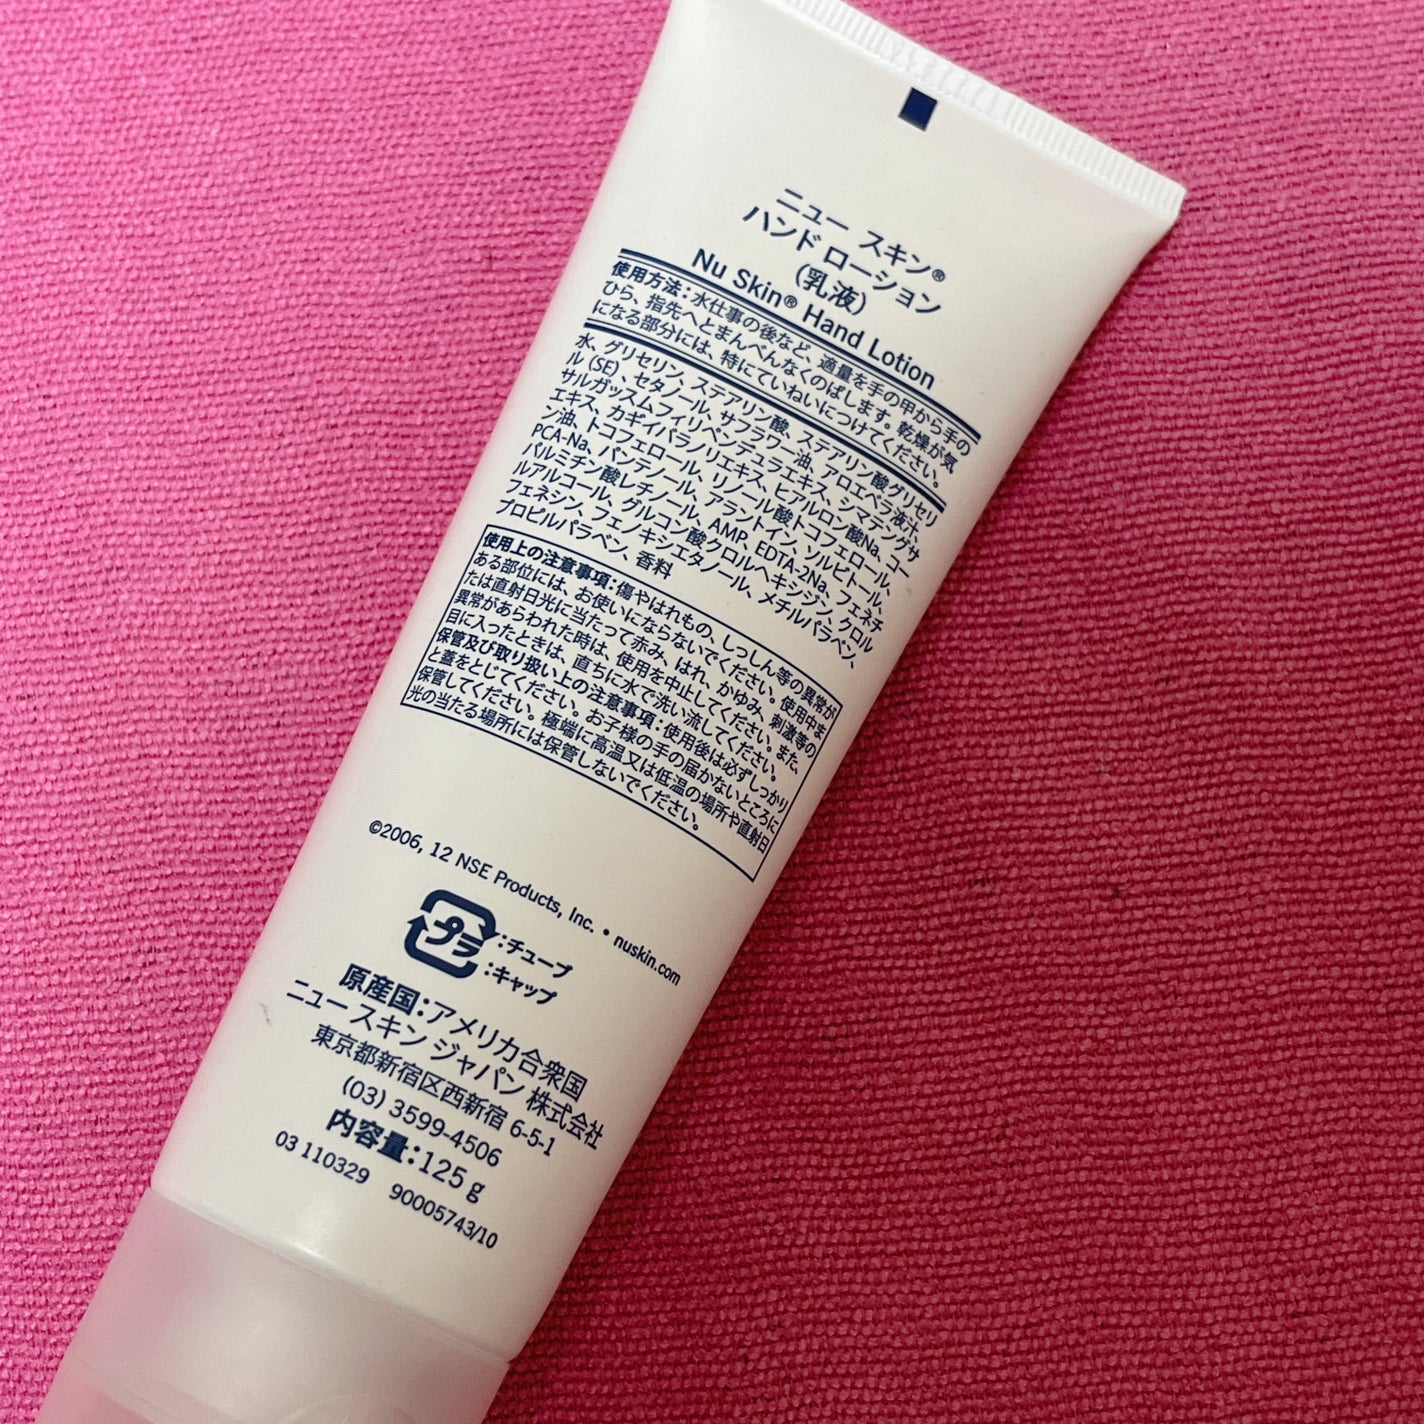 ニュー スキン®
ハンド ローション
(乳液)
Nu Skin® Hand Lotion
使用方法：水仕事の後など、適量を手の甲から手の
ひら、指先へとまんべんなくのばします。乾燥が気
になる部分には、特にていねいにつけてください。
水、グリセリン、ステアリン酸、ステアリン酸グリセリ
ル（SE）、セタノール、サフラワー油、アロエベラ液汁、
サルガッスムフィリペンデュラエキス、シマテングサ
エキス、カギイバラノリエキス、ヒアルロン酸Na、コー
ン油、トコフェロール、リノール酸トコフェロール、
PCA-Na、パンテノール、アラントイン、ソルビトール、
パルミチン酸レチノール、AMP、EDTA-2Na、フェネチ
ルアルコール、グルコン酸クロルヘキシジン、クロル
フェネシン、フェノキシエタノール、メチルパラベン、
プロピルパラベン、香料
使用上の注意事項：傷やはれもの、しっしん等の異常が
ある部位には、お使いにならないでください。使用中ま
たは直射日光に当たって赤み、はれ、かゆみ、刺激等の
異常があらわれた時は、使用を中止してください。また、
目に入ったときは、直ちに水で洗い流してください。
保管及び取り扱い上の注意事項：使用後は必ずしっかり
と蓋をとじてください。お子様の手の届かないところに
保管してください。極端に高温又は低温の場所や直射日
光の当たる場所には保管しないでください。
©2006, 12 NSE Products, Inc. • nuskin.com
プラ：チューブ
：キャップ
原産国：アメリカ合衆国
ニュー スキン ジャパン 株式会社
東京都新宿区西新宿 6-5-1
(03) 3599-4506
内容量：125 g
03 110329 90005743/10